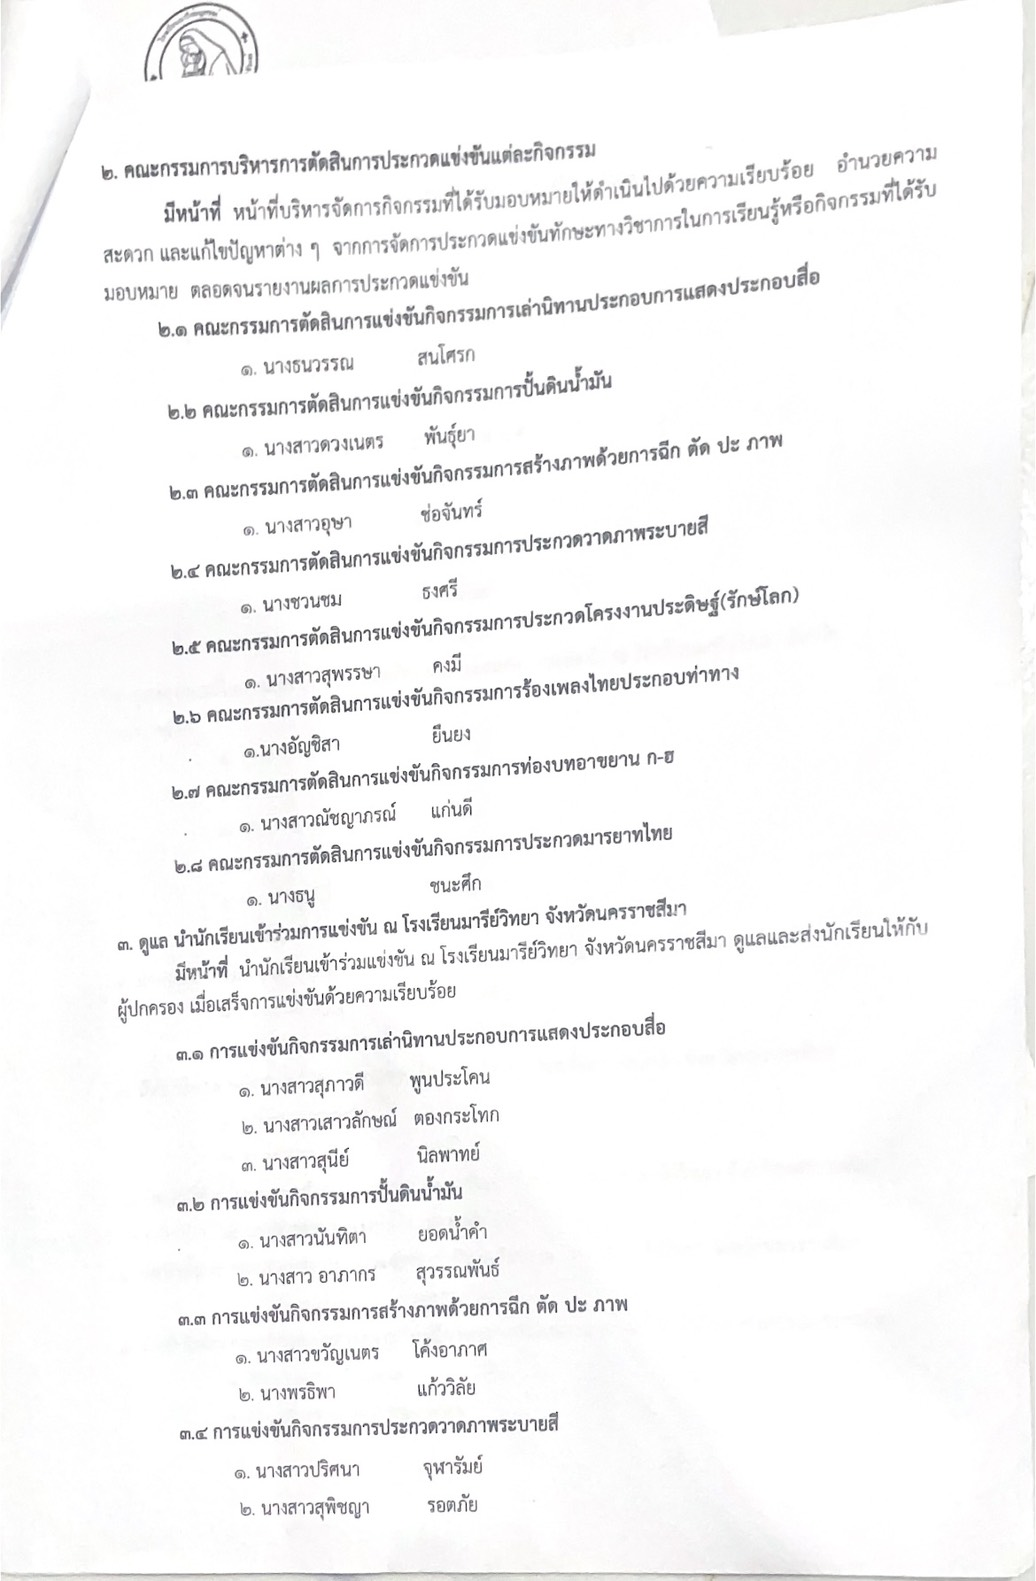 ๒. คณะกรรมการบริหารการตัดสินการประกวดแข่งขันแต่ละกิจกรรม
มีหน้าที่ หน้าที่บริหารจัดการกิจกรรมที่ได้รับมอบหมายให้ดำเนินไปด้วยความเรียบร้อย อำนวยความ
สะดวก และแก้ไขปัญหาต่าง ๆ จากการจัดการประกวดแข่งขันทักษะทางวิชาการในการเรียนรู้หรือกิจกรรมที่ได้รับ
มอบหมาย ตลอดจนรายงานผลการประกวดแข่งขัน
๒.๑ คณะกรรมการตัดสินการแข่งขันกิจกรรมการเล่านิทานประกอบการแสดงประกอบสื่อ
๑. นางธนวรรณ สนโศรก
๒.๒ คณะกรรมการตัดสินการแข่งขันกิจกรรมการปั้นดินน้ำมัน
๑. นางสาวดวงเนตร พันธุ์ยา
๒.๓ คณะกรรมการตัดสินการแข่งขันกิจกรรมการสร้างภาพด้วยการฉีก ตัด ปะ ภาพ
๑. นางสาวอุษา ช่อจันทร์
๒.๔ คณะกรรมการตัดสินการแข่งขันกิจกรรมการประกวดวาดภาพระบายสี
๑. นางชวนชม ธงศรี
๒.๕ คณะกรรมการตัดสินการแข่งขันกิจกรรมการประกวดโครงงานประดิษฐ์(รักษ์โลก)
๑. นางสาวสุพรรษา คงมี
๒.๖ คณะกรรมการตัดสินการแข่งขันกิจกรรมการร้องเพลงไทยประกอบท่าทาง
๑.นางอัญชิสา ยืนยง
๒.๗ คณะกรรมการตัดสินการแข่งขันกิจกรรมการท่องบทอาขยาน ก-ฮ
๑. นางสาวณัชญาภรณ์ แก่นดี
๒.๘ คณะกรรมการตัดสินการแข่งขันกิจกรรมการประกวดมารยาทไทย
๑. นางธนู ชนะศึก
๓. ดูแล นำนักเรียนเข้าร่วมการแข่งขัน ณ โรงเรียนมารีย์วิทยา จังหวัดนครราชสีมา
มีหน้าที่ นำนักเรียนเข้าร่วมแข่งขัน ณ โรงเรียนมารีย์วิทยา จังหวัดนครราชสีมา ดูแลและส่งนักเรียนให้กับ
ผู้ปกครอง เมื่อเสร็จการแข่งขันด้วยความเรียบร้อย
๓.๑ การแข่งขันกิจกรรมการเล่านิทานประกอบการแสดงประกอบสื่อ
๑. นางสาวสุภาวดี พูนประโคน
๒. นางสาวเสาวลักษณ์ ตองกระโทก
๓. นางสาวสุนีย์ นิลพาทย์
๓.๒ การแข่งขันกิจกรรมการปั้นดินน้ำมัน
๑. นางสาวนันทิตา ยอดน้ำคำ
๒. นางสาว อาภากร สุวรรณพันธ์
๓.๓ การแข่งขันกิจกรรมการสร้างภาพด้วยการฉีก ตัด ปะ ภาพ
๑. นางสาวขวัญเนตร โค้งอาภาศ
๒. นางพรธิพา แก้ววิลัย
๓.๔ การแข่งขันกิจกรรมการประกวดวาดภาพระบายสี
๑. นางสาวปริศนา จุฬารัมย์
๒. นางสาวสุพิชญา รอตภัย